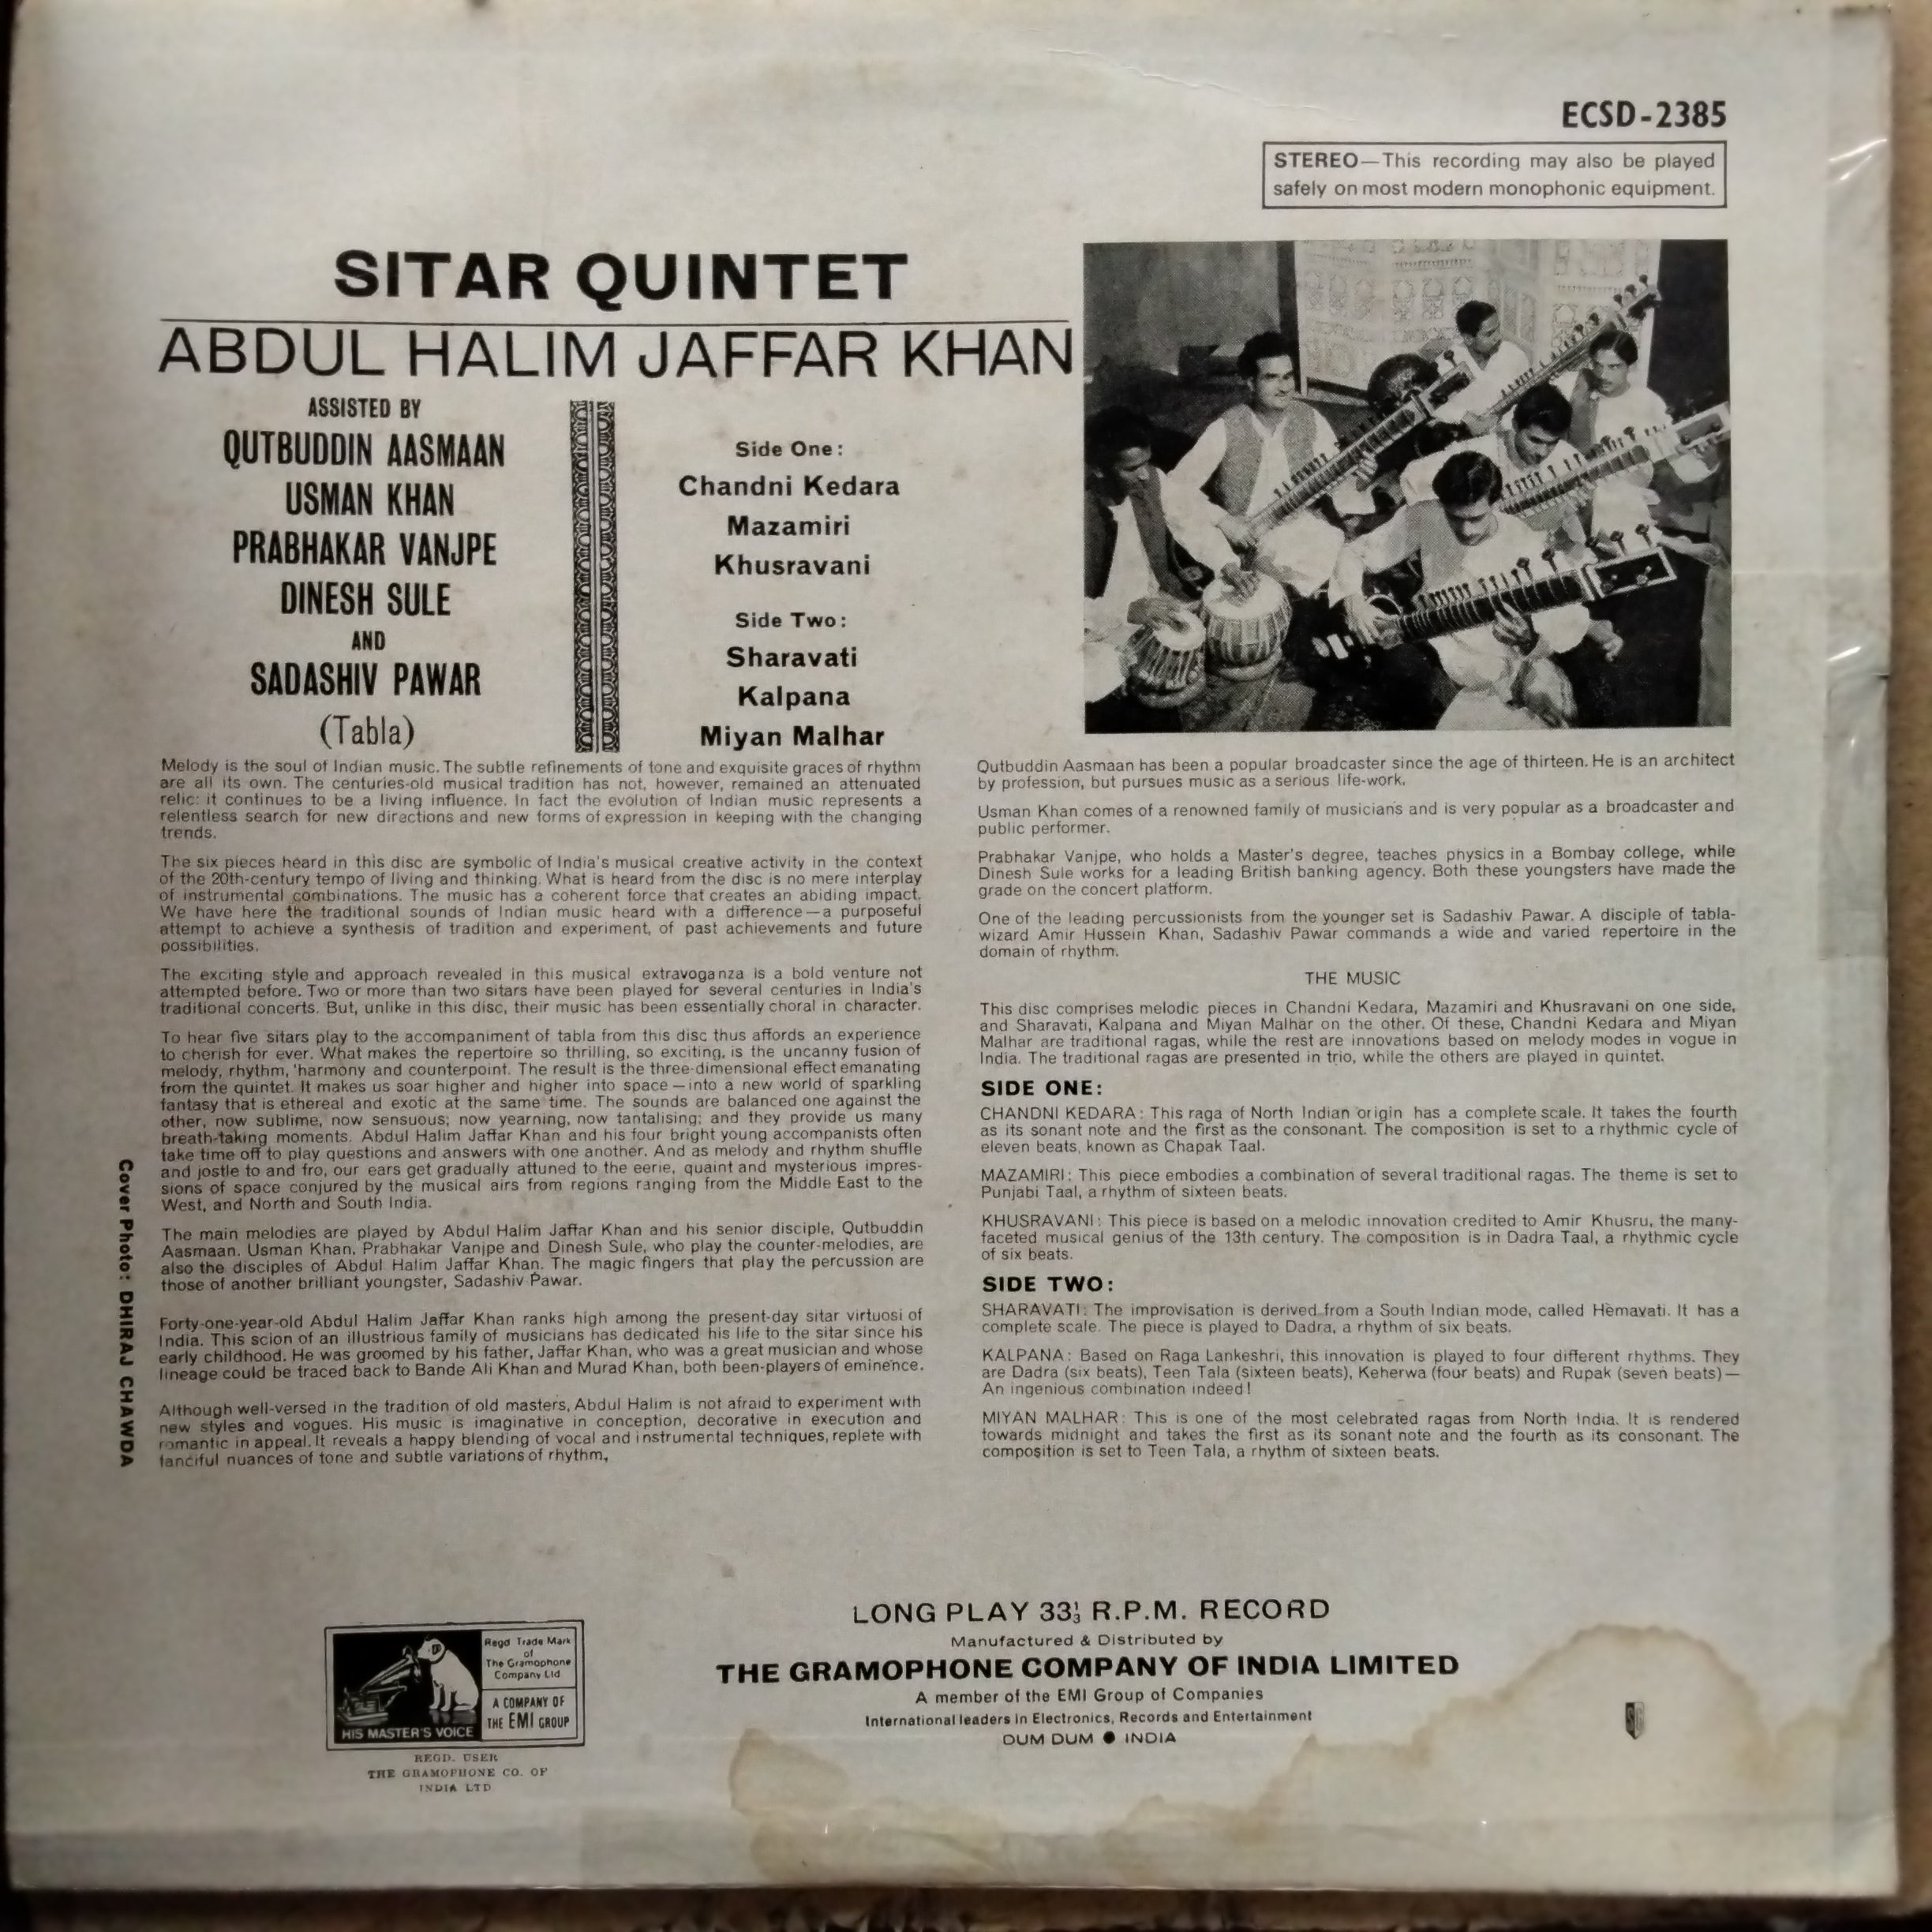 ECSD-2385
STEREO—This recording may also be played
safely on most modern monophonic equipment.
SITAR QUINTET
ABDUL HALIM JAFFAR KHAN
ASSISTED BY
QUTBUDDIN AASMAAN
USMAN KHAN
PRABHAKAR VANJPE
DINESH SULE
AND
SADASHIV PAWAR
(Tabla)
Side One:
Chandni Kedara
Mazamiri
Khusravani
Side Two:
Sharavati
Kalpana
Miyan Malhar
Melody is the soul of Indian music. The subtle refinements of tone and exquisite graces of rhythm
are all its own. The centuries-old musical tradition has not, however, remained an attenuated
relic: it continues to be a living influence. In fact the evolution of Indian music represents a
relentless search for new directions and new forms of expression in keeping with the changing
trends.
The six pieces heard in this disc are symbolic of India's musical creative activity in the context
of the 20th-century tempo of living and thinking. What is heard from the disc is no mere interplay
of instrumental combinations. The music has a coherent force that creates an abiding impact.
We have here the traditional sounds of Indian music heard with a difference—a purposeful
attempt to achieve a synthesis of tradition and experiment, of past achievements and future
possibilities.
The exciting style and approach revealed in this musical extravoganza is a bold venture not
attempted before. Two or more than two sitars have been played for several centuries in India's
traditional concerts. But, unlike in this disc, their music has been essentially choral in character.
To hear five sitars play to the accompaniment of tabla from this disc thus affords an experience
to cherish for ever. What makes the repertoire so thrilling, so exciting, is the uncanny fusion of
melody, rhythm, 'harmony and counterpoint. The result is the three-dimensional effect emanating
from the quintet. It makes us soar higher and higher into space—into a new world of sparkling
fantasy that is ethereal and exotic at the same time. The sounds are balanced one against the
other, now sublime, now sensuous; now yearning, now tantalising; and they provide us many
breath-taking moments. Abdul Halim Jaffar Khan and his four bright young accompanists often
take time off to play questions and answers with one another. And as melody and rhythm shuffle
and jostle to and fro, our ears get gradually attuned to the eerie, quaint and mysterious impres-
sions of space conjured by the musical airs from regions ranging from the Middle East to the
West, and North and South India.
The main melodies are played by Abdul Halim Jaffar Khan and his senior disciple, Qutbuddin
Aasmaan. Usman Khan, Prabhakar Vanjpe and Dinesh Sule, who play the counter-melodies, are
also the disciples of Abdul Halim Jaffar Khan. The magic fingers that play the percussion are
those of another brilliant youngster, Sadashiv Pawar.
Forty-one-year-old Abdul Halim Jaffar Khan ranks high among the present-day sitar virtuosi of
India. This scion of an illustrious family of musicians has dedicated his life to the sitar since his
early childhood. He was groomed by his father, Jaffar Khan, who was a great musician and whose
lineage could be traced back to Bande Ali Khan and Murad Khan, both been-players of eminence.
Although well-versed in the tradition of old masters, Abdul Halim is not afraid to experiment with
new styles and vogues. His music is imaginative in conception, decorative in execution and
romantic in appeal. It reveals a happy blending of vocal and instrumental techniques, replete with
fanciful nuances of tone and subtle variations of rhythm,
Cover Photo: DHIRAJ CHAWDA
Qutbuddin Aasmaan has been a popular broadcaster since the age of thirteen. He is an architect
by profession, but pursues music as a serious life-work.
Usman Khan comes of a renowned family of musicians and is very popular as a broadcaster and
public performer.
Prabhakar Vanjpe, who holds a Master's degree, teaches physics in a Bombay college, while
Dinesh Sule works for a leading British banking agency. Both these youngsters have made the
grade on the concert platform.
One of the leading percussionists from the younger set is Sadashiv Pawar. A disciple of tabla-
wizard Amir Hussein Khan, Sadashiv Pawar commands a wide and varied repertoire in the
domain of rhythm.
THE MUSIC
This disc comprises melodic pieces in Chandni Kedara, Mazamiri and Khusravani on one side,
and Sharavati, Kalpana and Miyan Malhar on the other. Of these, Chandni Kedara and Miyan
Malhar are traditional ragas, while the rest are innovations based on melody modes in vogue in
India. The traditional ragas are presented in trio, while the others are played in quintet.
SIDE ONE:
CHANDNI KEDARA: This raga of North Indian origin has a complete scale. It takes the fourth
as its sonant note and the first as the consonant. The composition is set to a rhythmic cycle of
eleven beats, known as Chapak Taal.
MAZAMIRI: This piece embodies a combination of several traditional ragas. The theme is set to
Punjabi Taal, a rhythm of sixteen beats.
KHUSRAVANI: This piece is based on a melodic innovation credited to Amir Khusru, the many-
faceted musical genius of the 13th century. The composition is in Dadra Taal, a rhythmic cycle
of six beats.
SIDE TWO:
SHARAVATI: The improvisation is derived from a South Indian mode, called Hemavati. It has a
complete scale. The piece is played to Dadra, a rhythm of six beats.
KALPANA: Based on Raga Lankeshri, this innovation is played to four different rhythms. They
are Dadra (six beats), Teen Tala (sixteen beats), Keherwa (four beats) and Rupak (seven beats)—
An ingenious combination indeed!
MIYAN MALHAR: This is one of the most celebrated ragas from North India. It is rendered
towards midnight and takes the first as its sonant note and the fourth as its consonant. The
composition is set to Teen Tala, a rhythm of sixteen beats.
LONG PLAY 33⅓ R.P.M. RECORD
Manufactured & Distributed by
THE GRAMOPHONE COMPANY OF INDIA LIMITED
A member of the EMI Group of Companies
International leaders in Electronics, Records and Entertainment
DUM DUM ● INDIA
HIS MASTER'S VOICE
Regd Trade Mark
of
The Gramophone
Company Ltd
A COMPANY OF
THE EMI GROUP
REGD. USER
THE GRAMOPHONE CO. OF
INDIA LTD